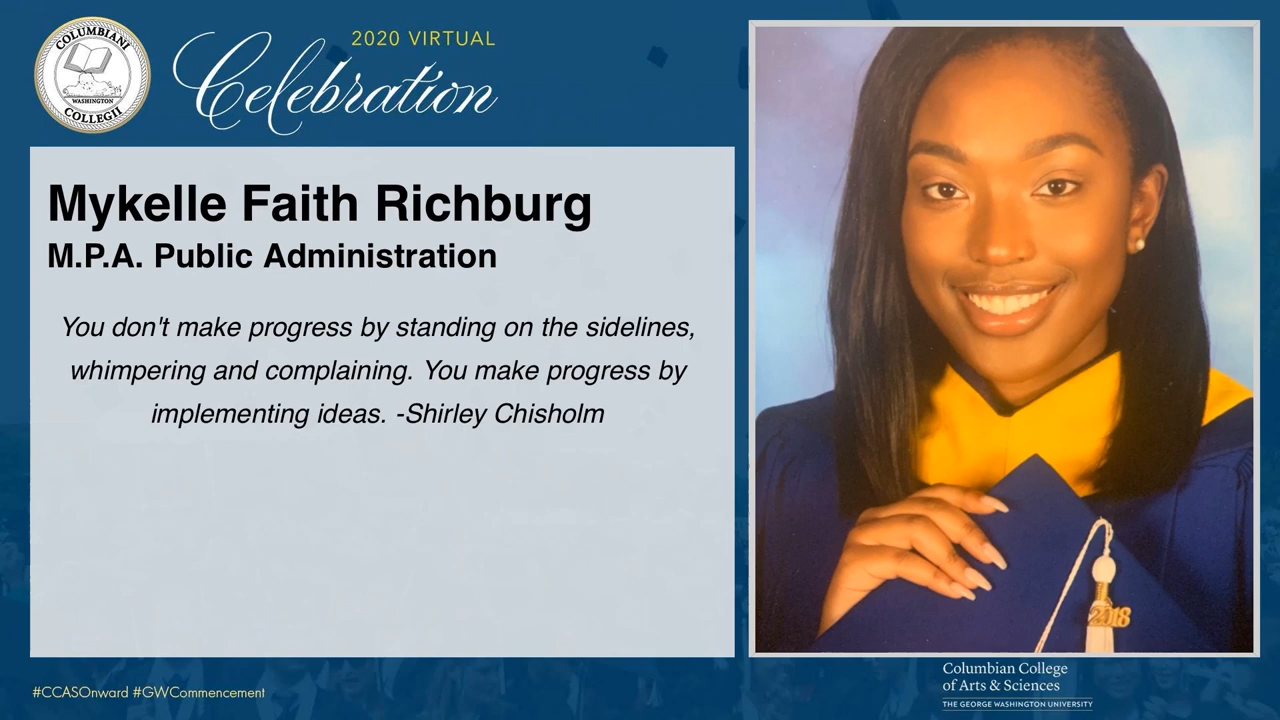 COLUMBIANI
WASHINGTON
COLLEGII
2020 VIRTUAL
Celebration
Mykelle Faith Richburg
M.P.A. Public Administration
You don't make progress by standing on the sidelines,
whimpering and complaining. You make progress by
implementing ideas. -Shirley Chisholm
2018
#CCASOnward #GWCommencement
Columbian College
of Arts & Sciences
THE GEORGE WASHINGTON UNIVERSITY